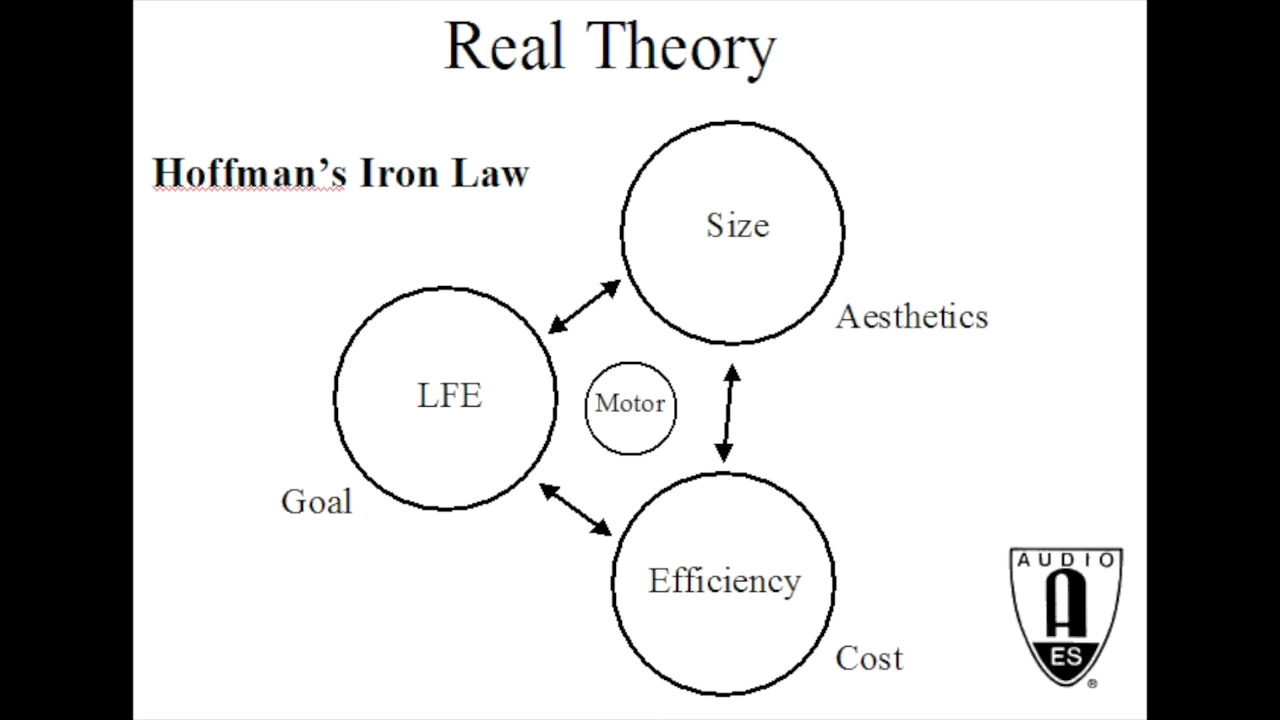 Real Theory
Hoffman’s Iron Law
Size
Aesthetics
LFE
Motor
Goal
Efficiency
Cost
AUDIO
A
ES
®